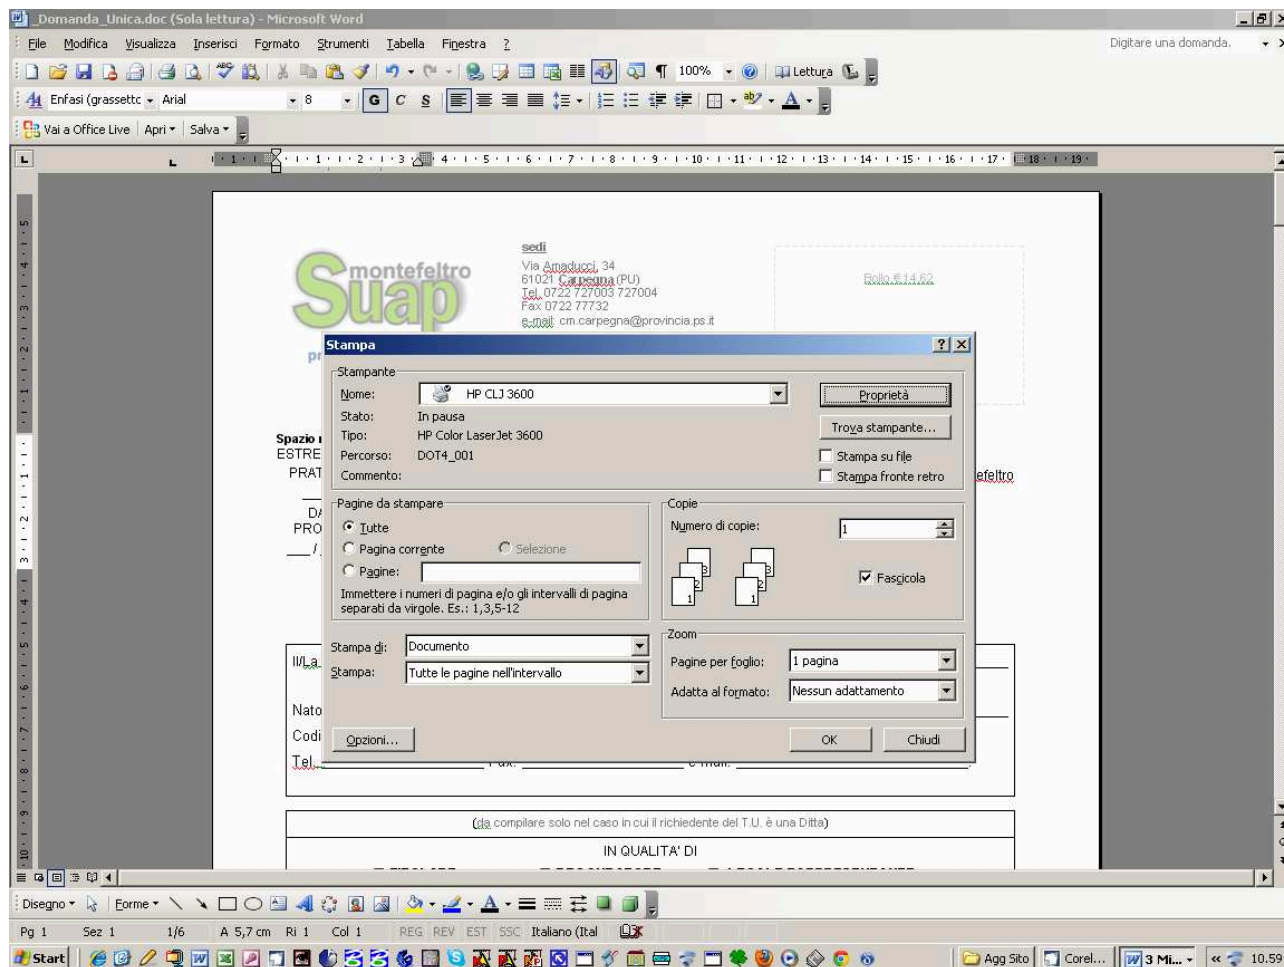 _Domanda_Unica.doc (Sola lettura) - Microsoft Word
File Modifica Visualizza Inserisci Formato Strumenti Tabella Finestra ?
Digitare una domanda.
100% Lettura
Enfasi (grassettc Arial 8 G C S
Vai a Office Live Apri Salva
montefeltro
Suap
sedi
Via Amaducci, 34
61021 Carpegna (PU)
Tel. 0722 727003 727004
Fax 0722 77732
e-mail: cm.carpegna@provincia.ps.it
Bollo € 14,62
Stampa
Stampante
Nome: HP CLJ 3600
Proprietà
Stato: In pausa
Trova stampante...
Tipo: HP Color LaserJet 3600
Percorso: DOT4_001
Stampa su file
Commento:
Stampa fronte retro
Spazio
ESTRE
PRAT
efeltro
PRO
Pagine da stampare
Tutte
Pagina corrente Selezione
Pagine:
Immettere i numeri di pagina e/o gli intervalli di pagina
separati da virgole. Es.: 1,3,5-12
Copie
Numero di copie: 1
Fascicola
Stampa di: Documento
Stampa: Tutte le pagine nell'intervallo
Zoom
Pagine per foglio: 1 pagina
Adatta al formato: Nessun adattamento
Opzioni... OK Chiudi
Il/La
Nato
Codi
Tel.
(da compilare solo nel caso in cui il richiedente del T.U. è una Ditta)
IN QUALITA' DI
Disegno Forme
Pg 1 Sez 1 1/6 A 5,7 cm Ri 1 Col 1 REG REV EST SSC Italiano (Ital
Start Agg Sito Corel... 3 Mi... 10.59